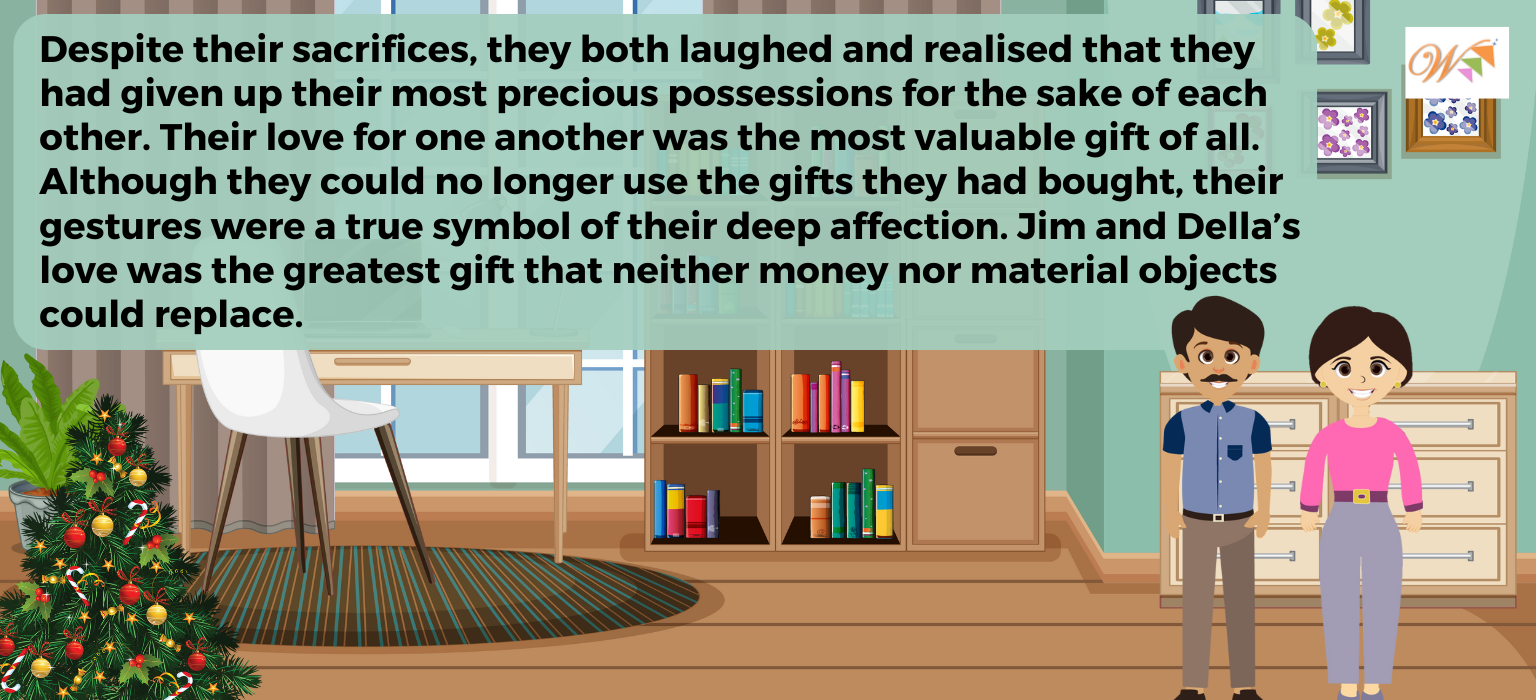 Despite their sacrifices, they both laughed and realised that they
had given up their most precious possessions for the sake of each
other. Their love for one another was the most valuable gift of all.
Although they could no longer use the gifts they had bought, their
gestures were a true symbol of their deep affection. Jim and Della’s
love was the greatest gift that neither money nor material objects
could replace.
W